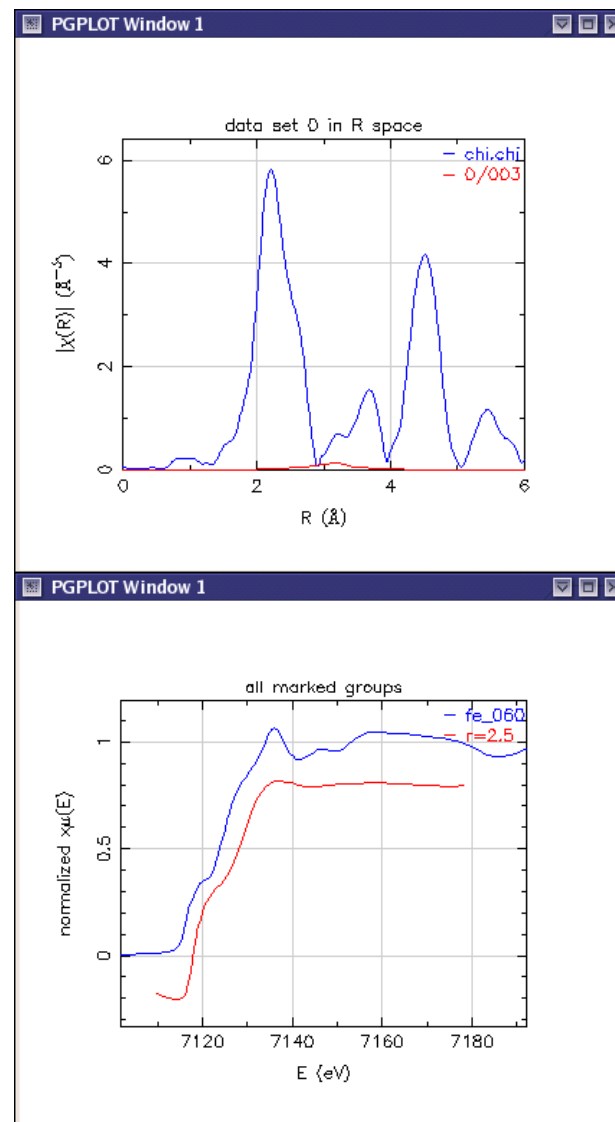 PGPLOT Window 1
data set 0 in R space
chi.chi
0/003
6
4
2
0
|χ(R)| (Å⁻³)
0 2 4 6
R (Å)
PGPLOT Window 1
all marked groups
fe_060
r=2.5
1
0.5
0
normalized xμ(E)
7120 7140 7160 7180
E (eV)